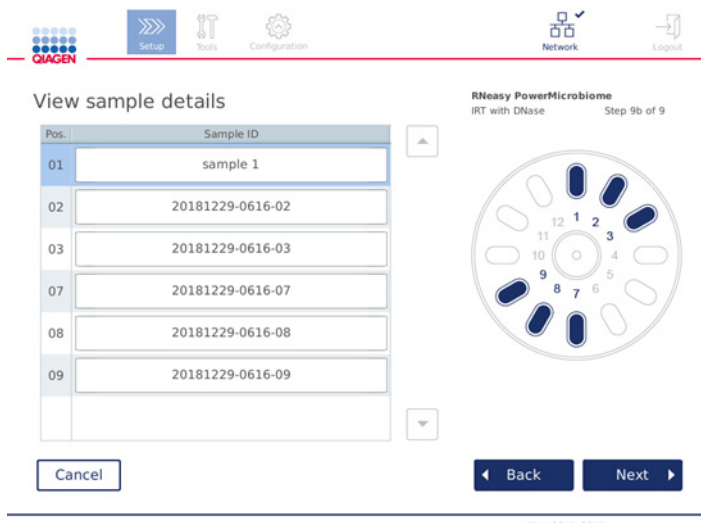 Setup
Tools
Configuration
Network
Logout
QIAGEN
View sample details
RNeasy PowerMicrobiome
IRT with DNase Step 9b of 9
Pos. Sample ID
01 sample 1
02 20181229-0616-02
03 20181229-0616-03
07 20181229-0616-07
08 20181229-0616-08
09 20181229-0616-09
12 1 2
11 3
10 4
9 5
8 7 6
Cancel
Back
Next